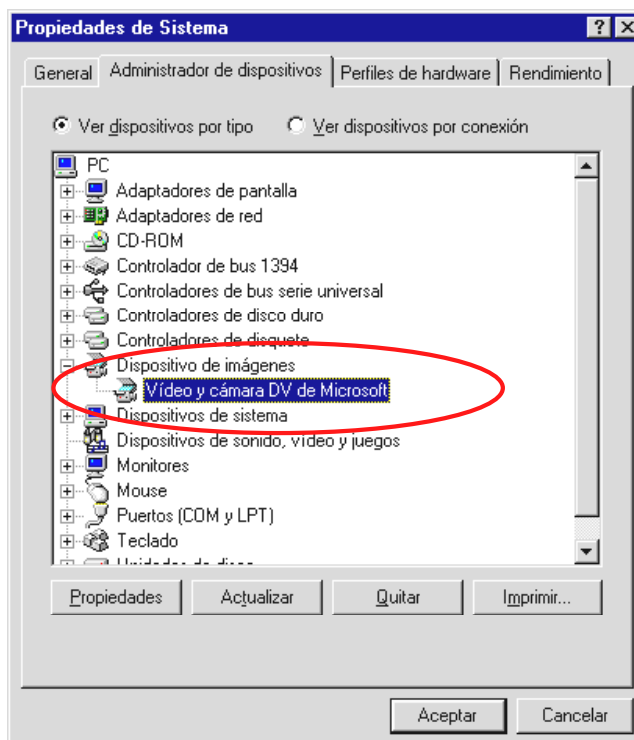 Propiedades de Sistema
General Administrador de dispositivos Perfiles de hardware Rendimiento
Ver dispositivos por tipo Ver dispositivos por conexión
PC
Adaptadores de pantalla
Adaptadores de red
CD-ROM
Controlador de bus 1394
Controladores de bus serie universal
Controladores de disco duro
Controladores de disquete
Dispositivo de imágenes
Vídeo y cámara DV de Microsoft
Dispositivos de sistema
Dispositivos de sonido, vídeo y juegos
Monitores
Mouse
Puertos (COM y LPT)
Teclado
Unidades de disco
Propiedades Actualizar Quitar Imprimir...
Aceptar Cancelar